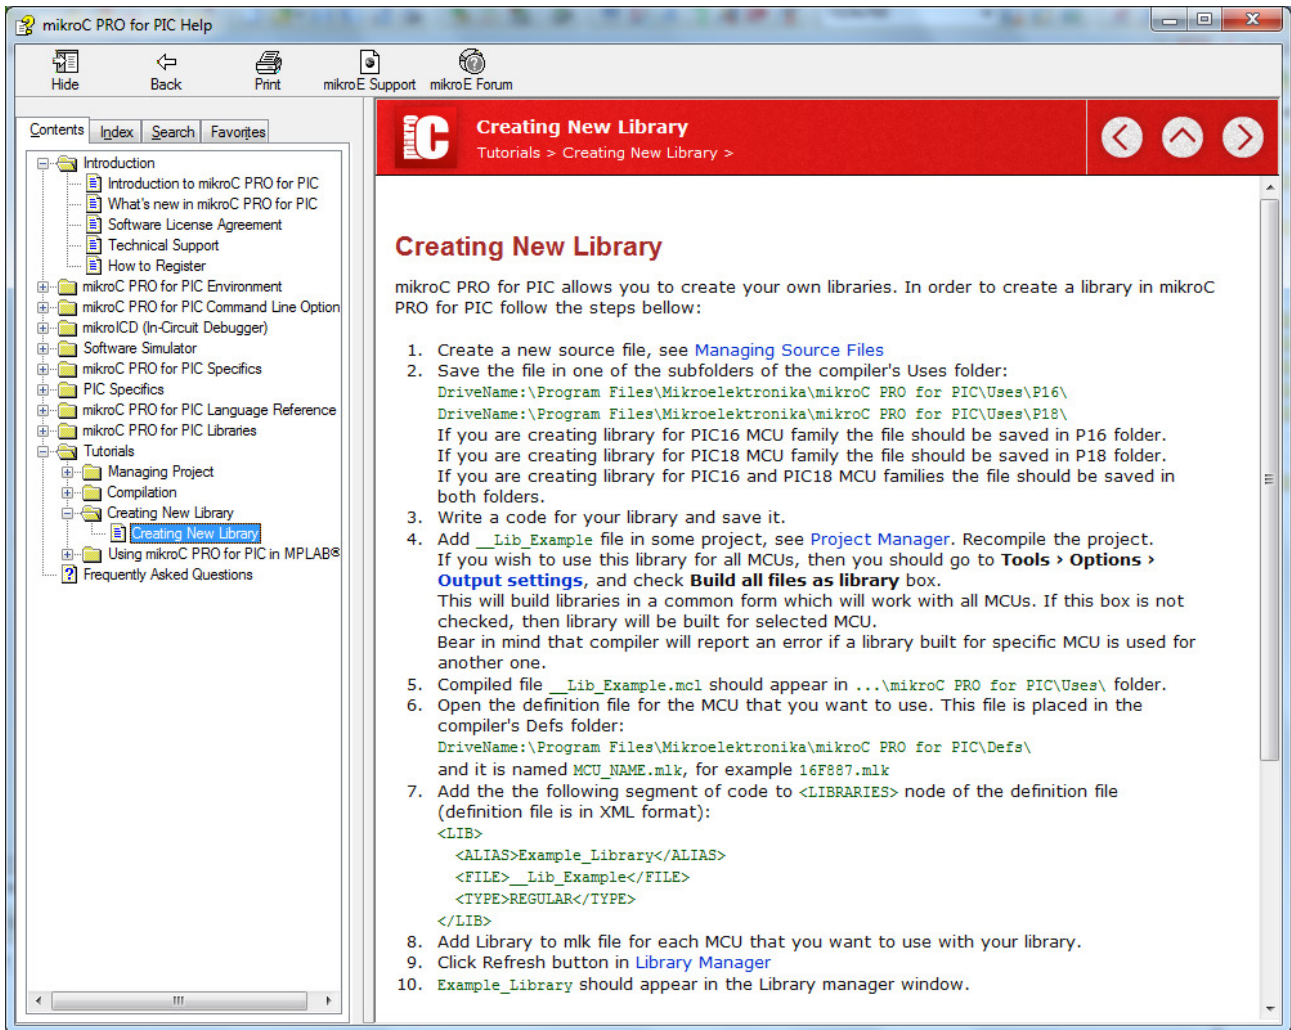 mikroC PRO for PIC Help
Hide
Back
Print
mikroE Support
mikroE Forum
Contents
Index
Search
Favorites
Introduction
Introduction to mikroC PRO for PIC
What's new in mikroC PRO for PIC
Software License Agreement
Technical Support
How to Register
mikroC PRO for PIC Environment
mikroC PRO for PIC Command Line Option
mikroICD (In-Circuit Debugger)
Software Simulator
mikroC PRO for PIC Specifics
PIC Specifics
mikroC PRO for PIC Language Reference
mikroC PRO for PIC Libraries
Tutorials
Managing Project
Compilation
Creating New Library
Creating New Library
Using mikroC PRO for PIC in MPLAB®
Frequently Asked Questions
mikro C
Creating New Library
Tutorials > Creating New Library >
Creating New Library
mikroC PRO for PIC allows you to create your own libraries. In order to create a library in mikroC
PRO for PIC follow the steps bellow:
1. Create a new source file, see Managing Source Files
2. Save the file in one of the subfolders of the compiler's Uses folder:
DriveName:\Program Files\Mikroelektronika\mikroC PRO for PIC\Uses\P16\
DriveName:\Program Files\Mikroelektronika\mikroC PRO for PIC\Uses\P18\
If you are creating library for PIC16 MCU family the file should be saved in P16 folder.
If you are creating library for PIC18 MCU family the file should be saved in P18 folder.
If you are creating library for PIC16 and PIC18 MCU families the file should be saved in
both folders.
3. Write a code for your library and save it.
4. Add __Lib_Example file in some project, see Project Manager. Recompile the project.
If you wish to use this library for all MCUs, then you should go to Tools › Options ›
Output settings, and check Build all files as library box.
This will build libraries in a common form which will work with all MCUs. If this box is not
checked, then library will be built for selected MCU.
Bear in mind that compiler will report an error if a library built for specific MCU is used for
another one.
5. Compiled file __Lib_Example.mcl should appear in ...\mikroC PRO for PIC\Uses\ folder.
6. Open the definition file for the MCU that you want to use. This file is placed in the
compiler's Defs folder:
DriveName:\Program Files\Mikroelektronika\mikroC PRO for PIC\Defs\
and it is named MCU_NAME.mlk, for example 16F887.mlk
7. Add the the following segment of code to <LIBRARIES> node of the definition file
(definition file is in XML format):
<LIB>
<ALIAS>Example_Library</ALIAS>
<FILE>__Lib_Example</FILE>
<TYPE>REGULAR</TYPE>
</LIB>
8. Add Library to mlk file for each MCU that you want to use with your library.
9. Click Refresh button in Library Manager
10. Example_Library should appear in the Library manager window.